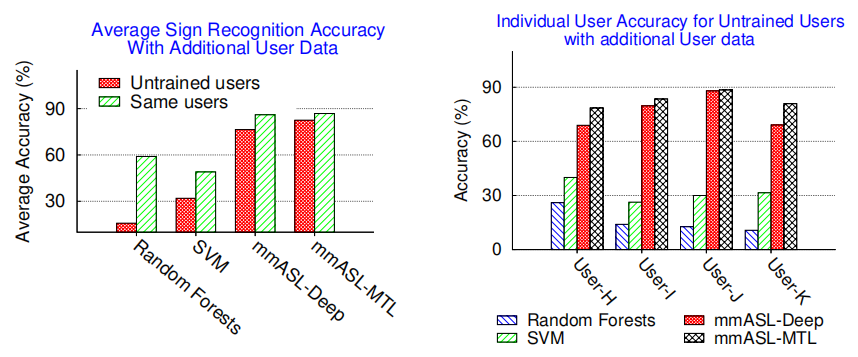 Average Sign Recognition Accuracy
With Additional User Data
Average Accuracy (%)
90
60
30
Untrained users
Same users
Random Forests
SVM
mmASL-Deep
mmASL-MTL
Individual User Accuracy for Untrained Users
with additional User data
Accuracy (%)
90
60
30
0
User-H
User-I
User-J
User-K
Random Forests
SVM
mmASL-Deep
mmASL-MTL